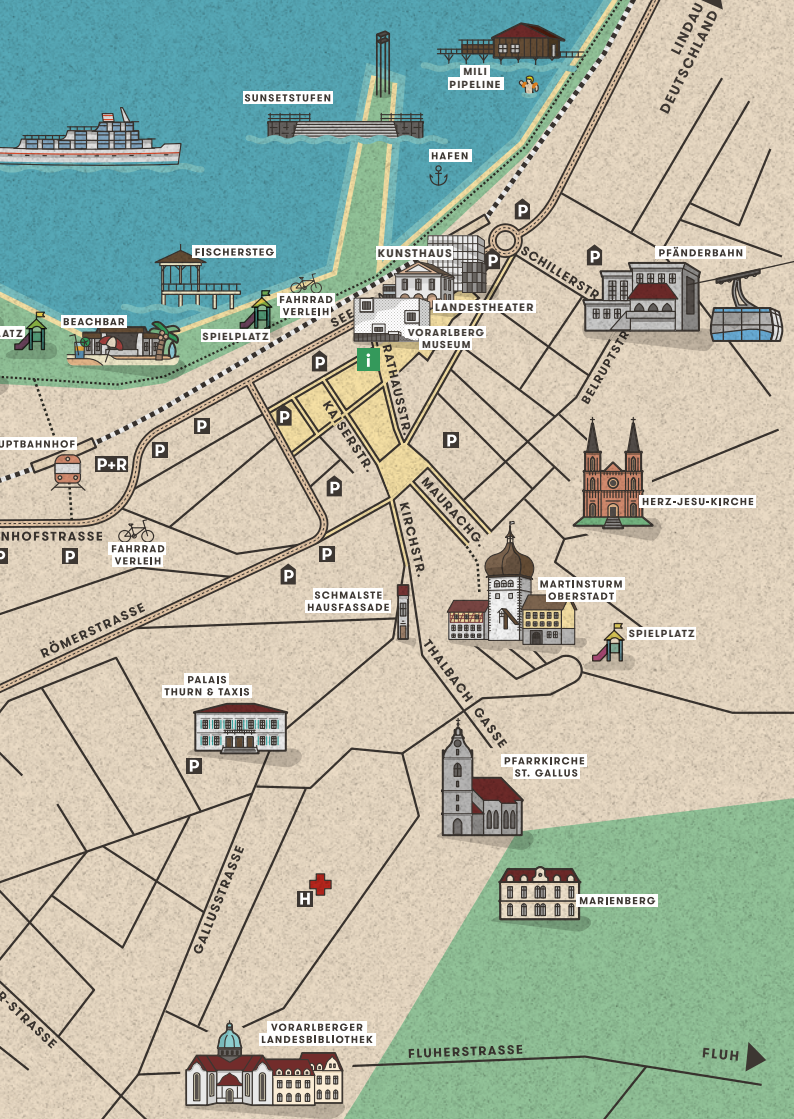 LINDAU
DEUTSCHLAND
MILI
PIPELINE
SUNSETSTUFEN
HAFEN
P
FISCHERSTEG
KUNSTHAUS
P
SCHILLERSTR.
P
PFÄNDERBAHN
FAHRRAD
VERLEIH
SEE
LANDESTHEATER
LATZ
BEACHBAR
SPIELPLATZ
VORARLBERG
MUSEUM
i
P
RATHAUSSTR.
BELRUPTSTR.
KAISERSTR.
P
P
P
UPTBAHNHOF
P+R
P
P
MAURACHG.
HERZ-JESU-KIRCHE
KIRCHSTR.
NHOFSTRASSE
P
P
FAHRRAD
VERLEIH
P
P
SCHMALSTE
HAUSFASSADE
MARTINSTURM
OBERSTADT
RÖMERSTRASSE
SPIELPLATZ
THALBACH GASSE
PALAIS
THURN & TAXIS
P
PFARRKIRCHE
ST. GALLUS
GALLUSSTRASSE
H
MARIENBERG
R-STRASSE
VORARLBERGER
LANDESBIBLIOTHEK
FLUHERSTRASSE
FLUH